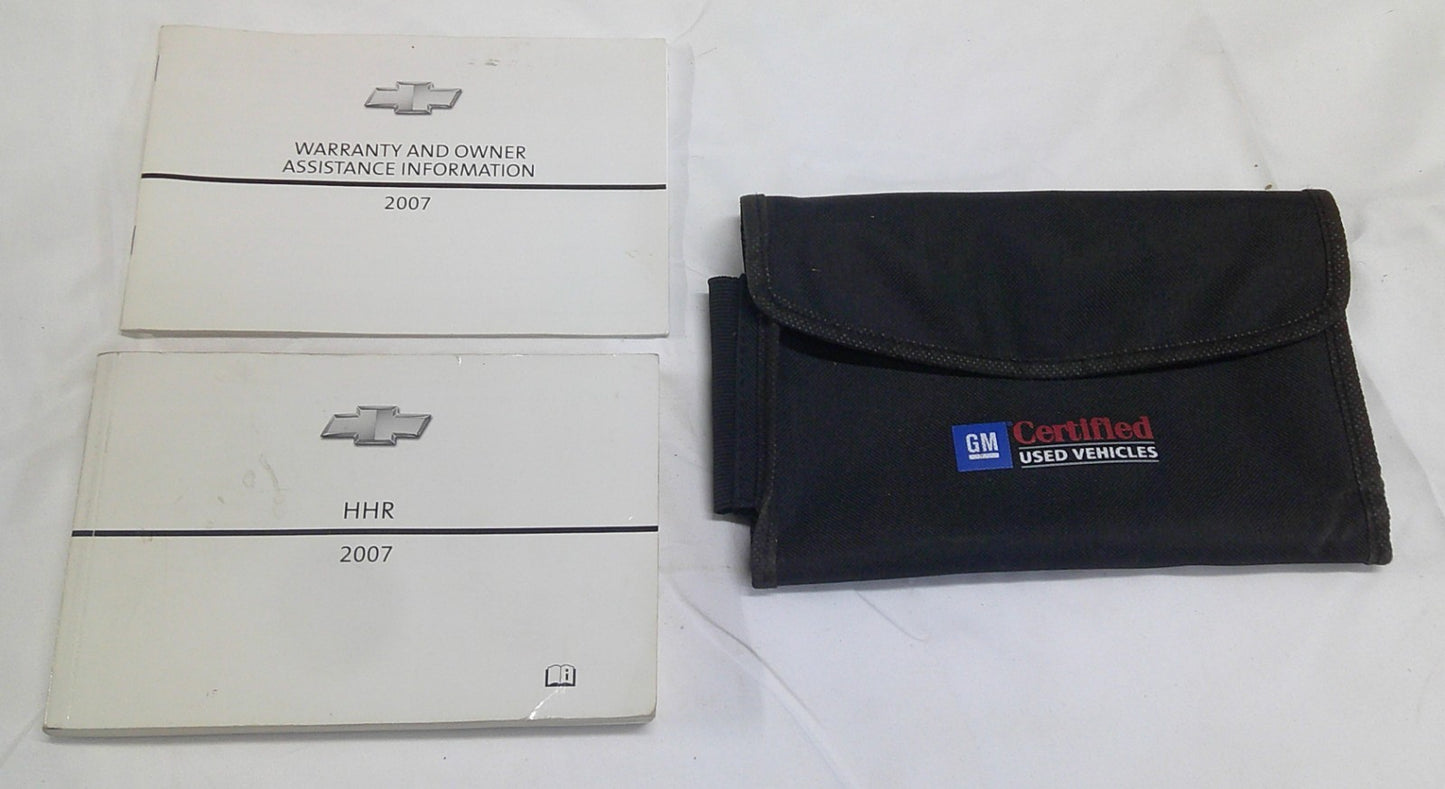 WARRANTY AND OWNER
ASSISTANCE INFORMATION
2007
HHR
2007
i
GM
Certified
USED VEHICLES